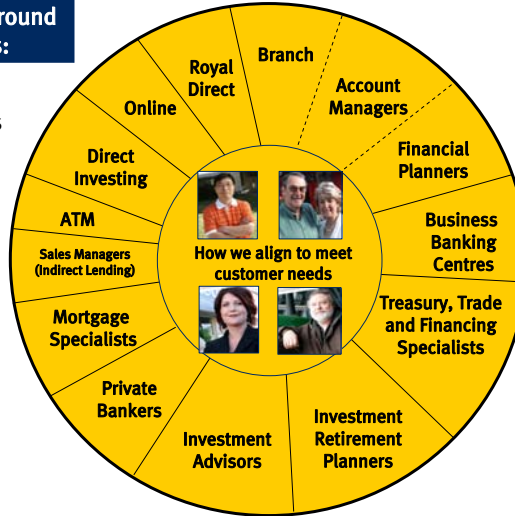 round
s:
s
Branch
Account
Managers
Financial
Planners
Business
Banking
Centres
Treasury, Trade
and Financing
Specialists
Investment
Retirement
Planners
Investment
Advisors
Private
Bankers
Mortgage
Specialists
Sales Managers
(Indirect Lending)
ATM
Direct
Investing
Online
Royal
Direct
How we align to meet
customer needs